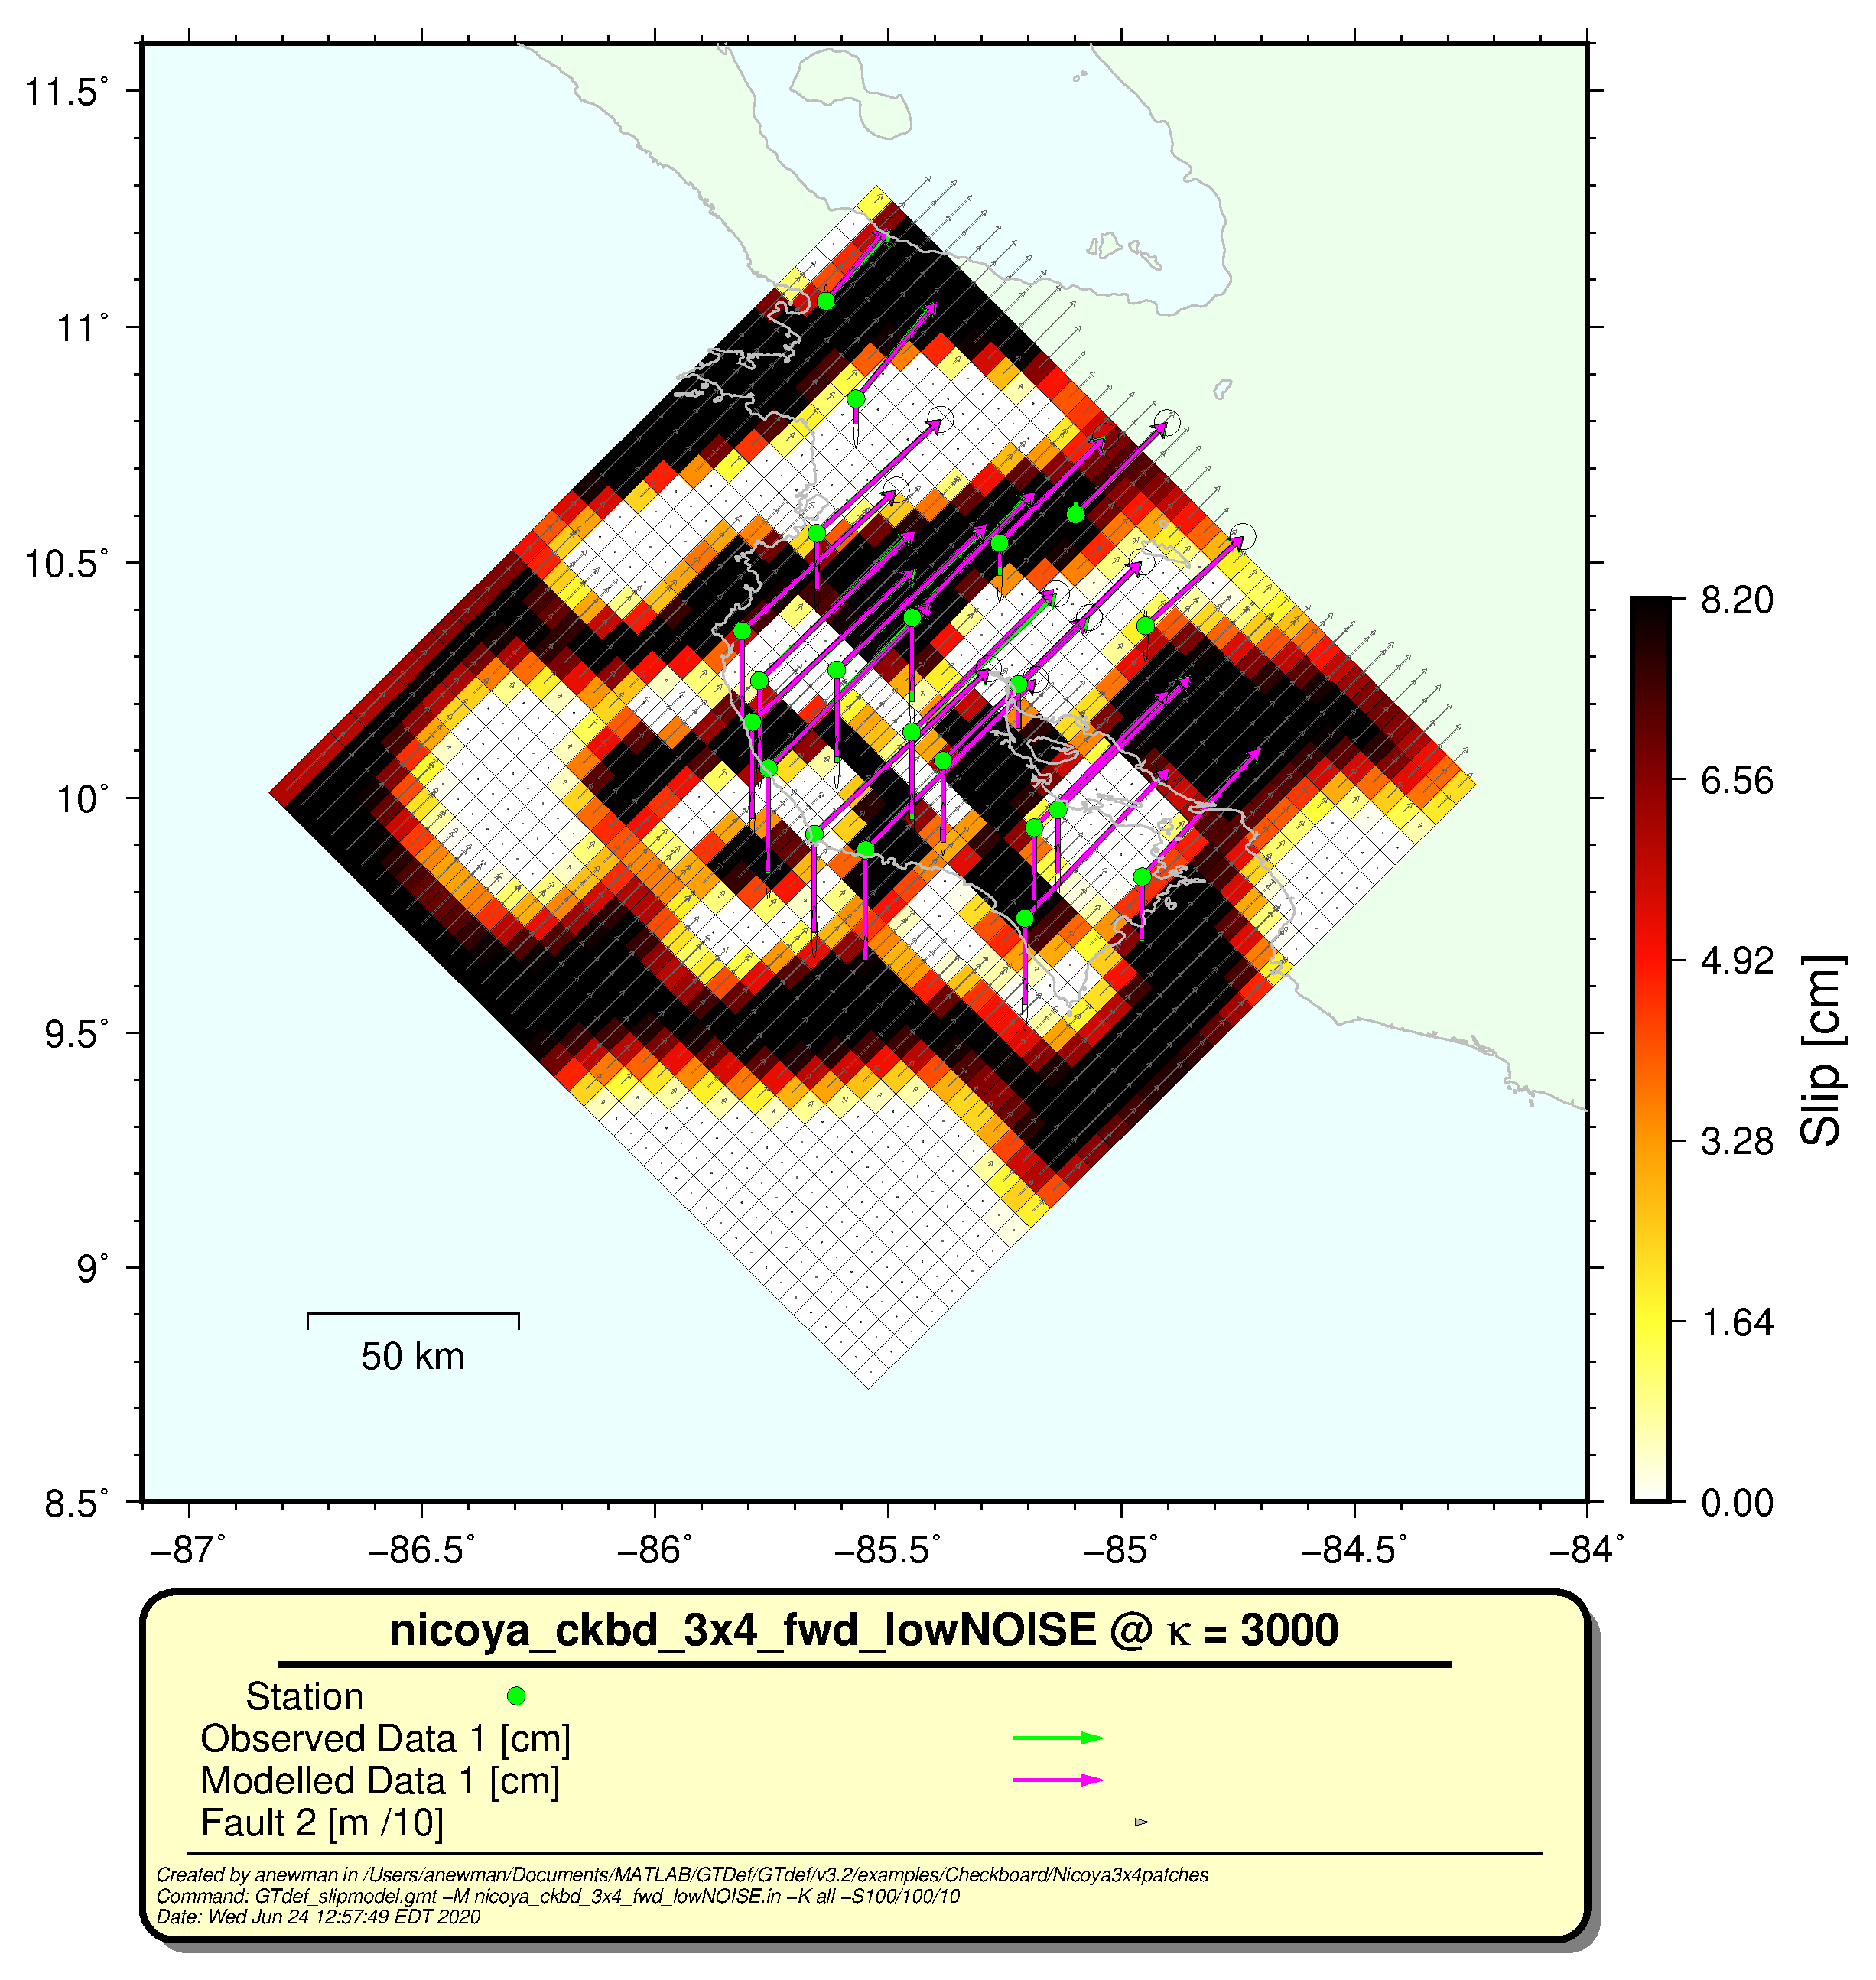 11.5°
11°
10.5°
10°
9.5°
9°
8.5°
−87°
−86.5°
−86°
−85.5°
−85°
−84.5°
−84°
50 km
8.20
6.56
4.92
3.28
1.64
0.00
Slip [cm]
nicoya_ckbd_3x4_fwd_lowNOISE @ κ = 3000
Station
Observed Data 1 [cm]
Modelled Data 1 [cm]
Fault 2 [m /10]
Created by anewman in /Users/anewman/Documents/MATLAB/GTDef/GTdef/v3.2/examples/Checkboard/Nicoya3x4patches
Command: GTdef_slipmodel.gmt −M nicoya_ckbd_3x4_fwd_lowNOISE.in −K all −S100/100/10
Date: Wed Jun 24 12:57:49 EDT 2020